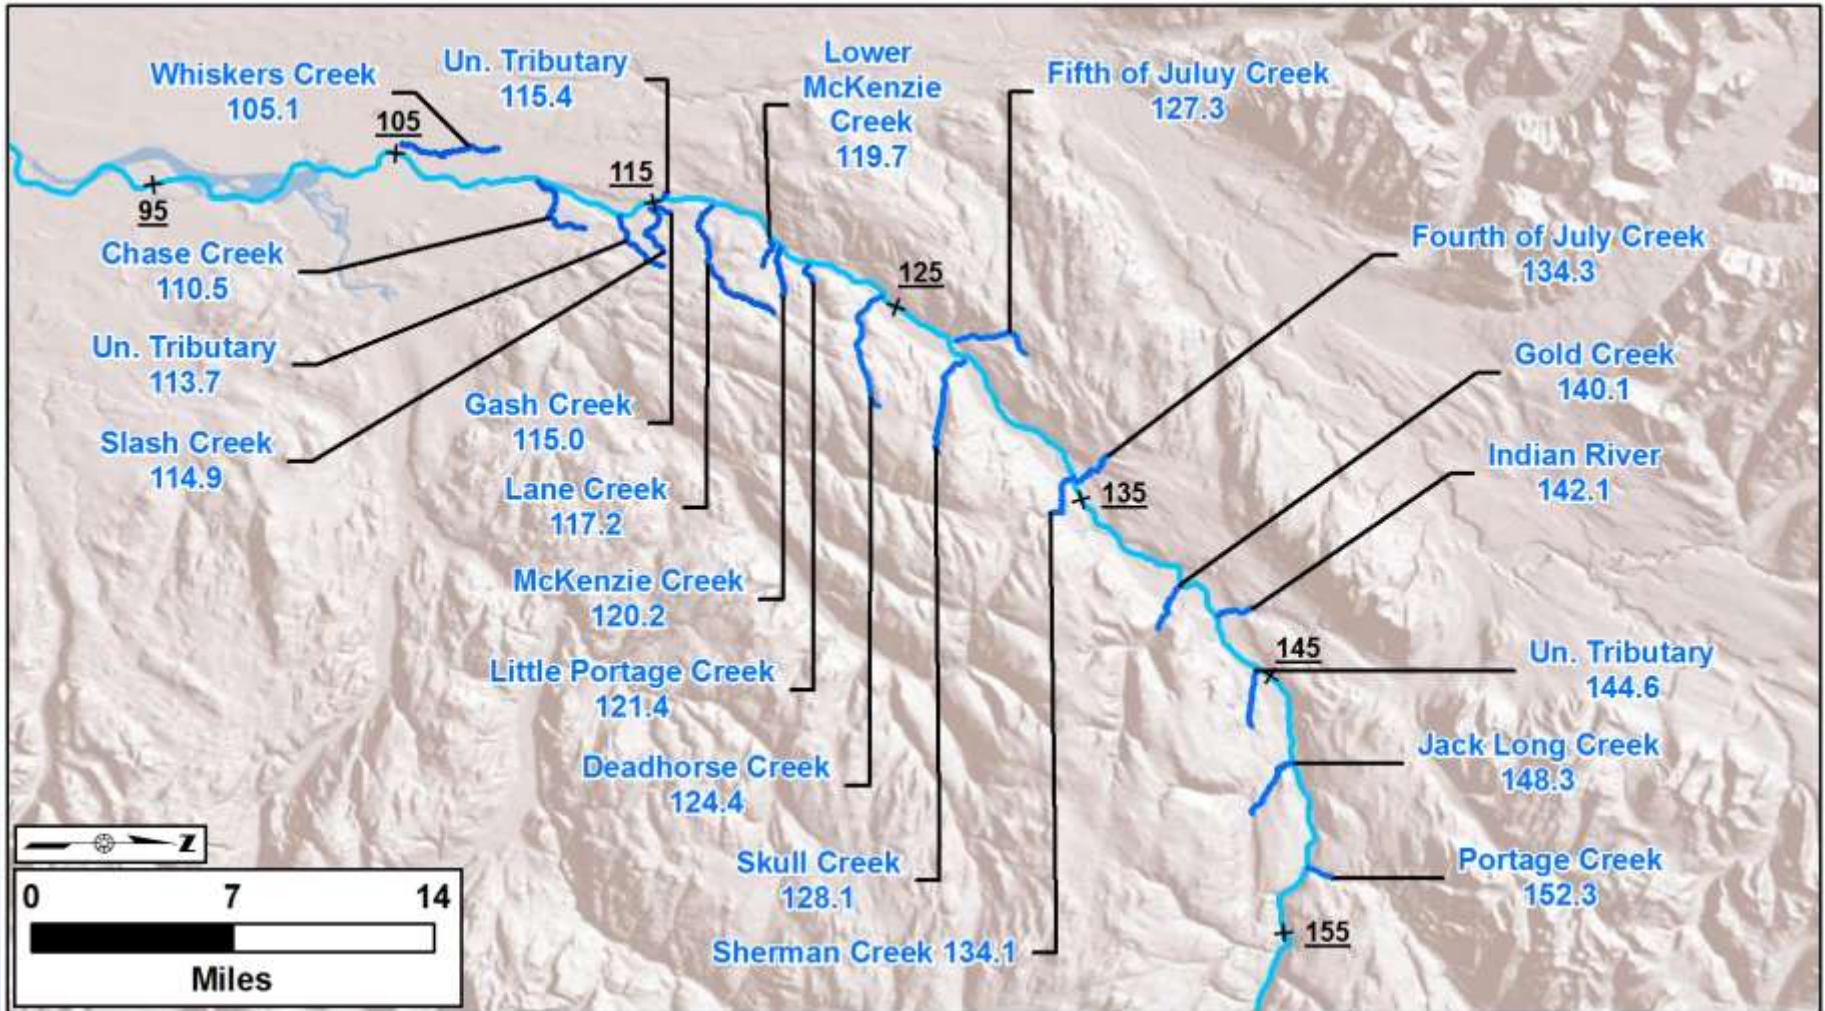 Whiskers Creek
105.1
Un. Tributary
115.4
Lower
McKenzie
Creek
119.7
Fifth of Juluy Creek
127.3
105
115
95
Chase Creek
110.5
125
Fourth of July Creek
134.3
Un. Tributary
113.7
Gold Creek
140.1
Gash Creek
115.0
Slash Creek
114.9
Indian River
142.1
Lane Creek
117.2
135
McKenzie Creek
120.2
145
Un. Tributary
144.6
Little Portage Creek
121.4
Jack Long Creek
148.3
Deadhorse Creek
124.4
Z
Skull Creek
128.1
Portage Creek
152.3
0 7 14
Miles
155
Sherman Creek 134.1